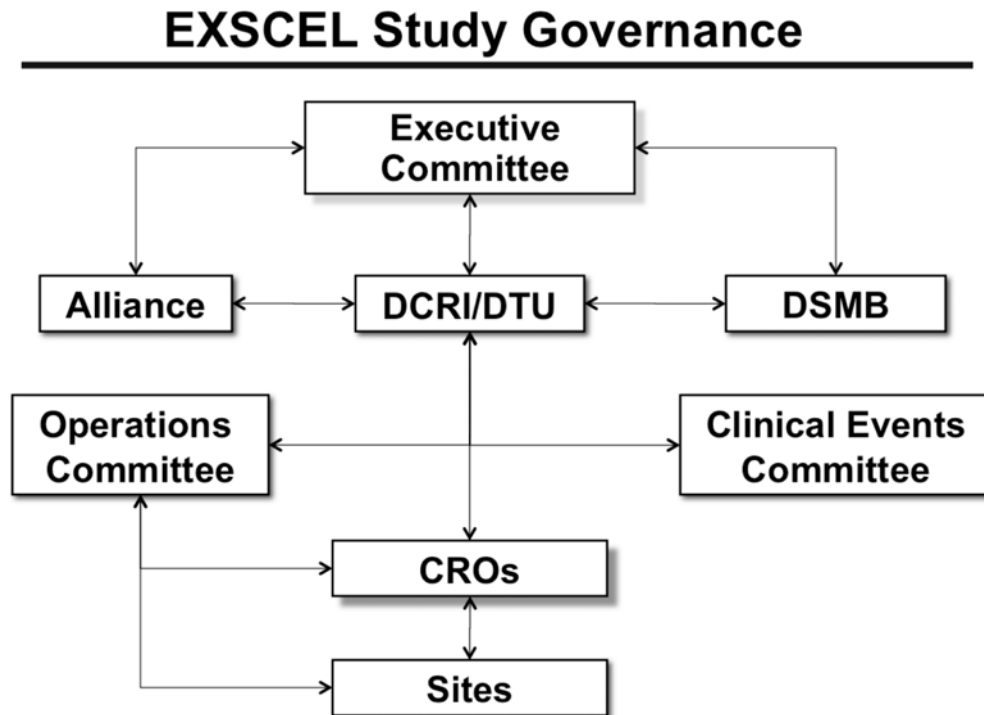 EXSCEL Study Governance
Executive
Committee
Alliance
DCRI/DTU
DSMB
Operations
Committee
Clinical Events
Committee
CROs
Sites